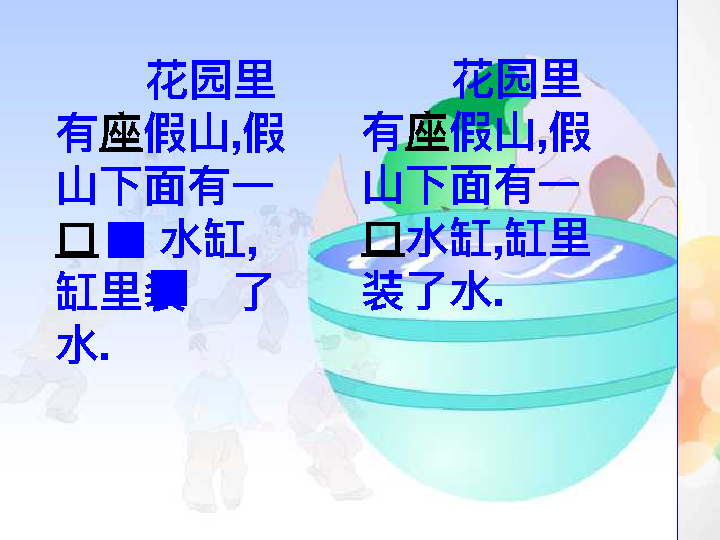 花园里
有座假山,假
山下面有一
口■水缸,
缸里装■了
水.
花园里
有座假山,假
山下面有一
口水缸,缸里
装了水.